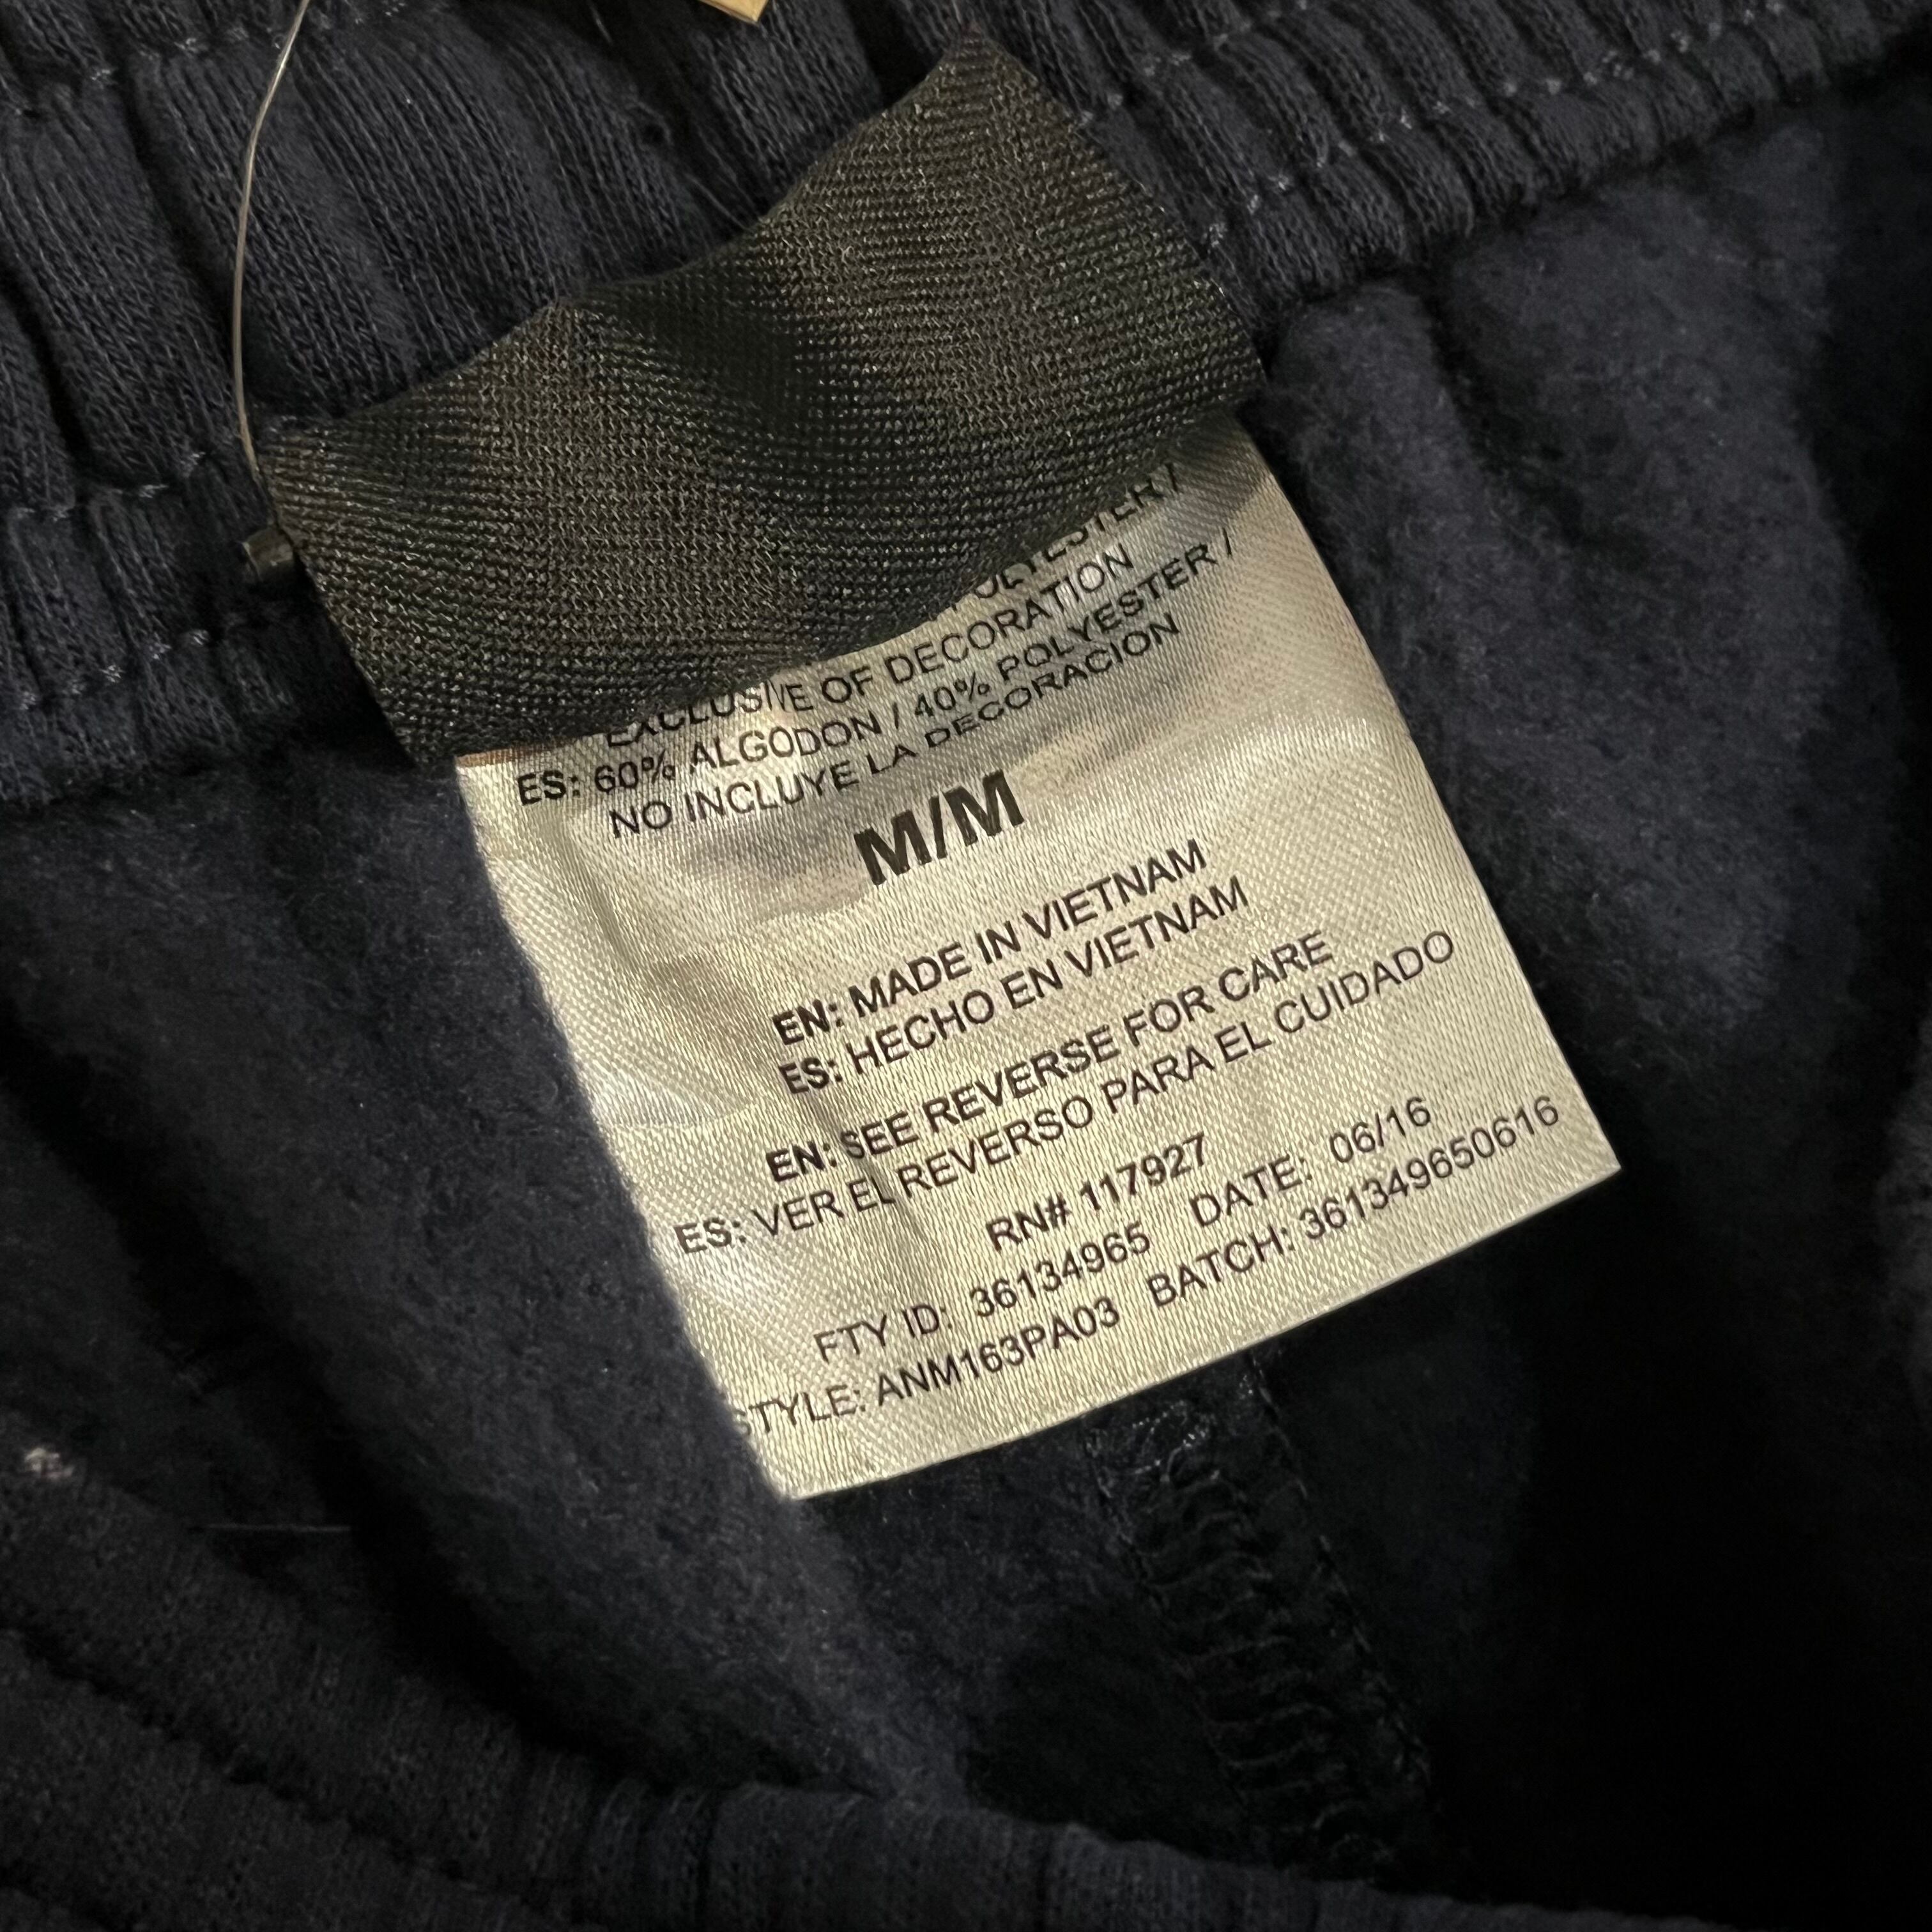 POLYESTER /
EXCLUSIVE OF DECORATION
ES: 60% ALGODON / 40% POLYESTER /
NO INCLUYE LA DECORACION
M/M
EN: MADE IN VIETNAM
ES: HECHO EN VIETNAM
EN: SEE REVERSE FOR CARE
ES: VER EL REVERSO PARA EL CUIDADO
RN# 117927
FTY ID: 36134965 DATE: 06/16
STYLE: ANM163PA03 BATCH: 361349650616